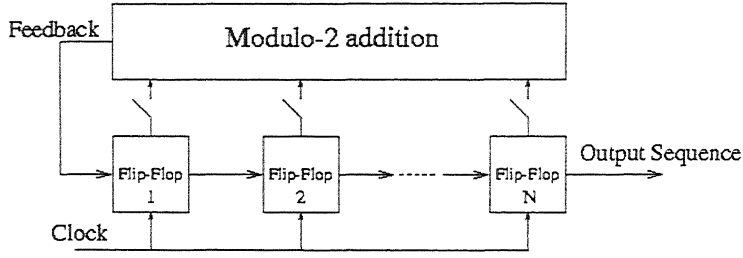 Feedback
Modulo-2 addition
Output Sequence
Flip-Flop
1
Flip-Flop
2
Flip-Flop
N
Clock